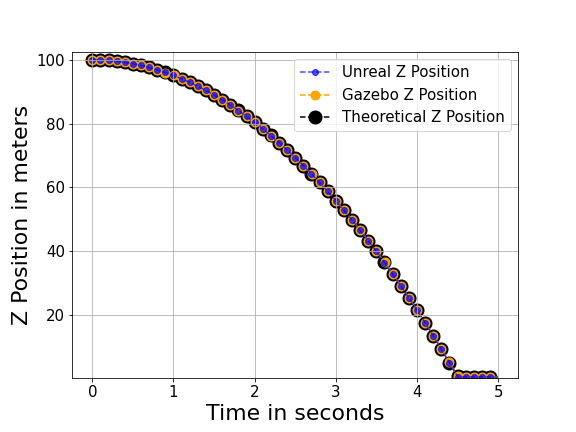 Unreal Z Position
Gazebo Z Position
Theoretical Z Position
Z Position in meters
100
80
60
40
20
0 1 2 3 4 5
Time in seconds